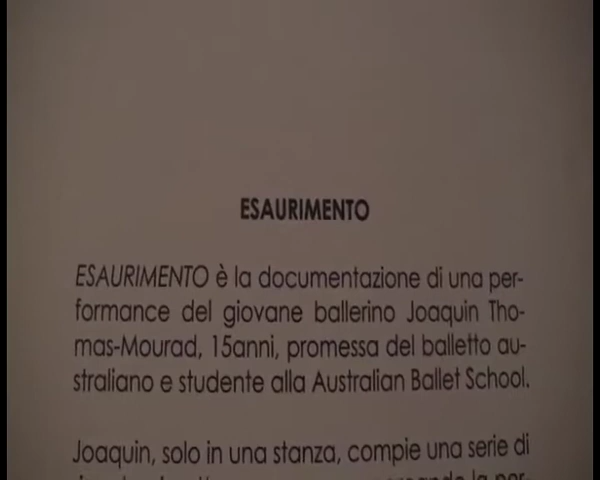 ESAURIMENTO
ESAURIMENTO è la documentazione di una per-
formance del giovane ballerino Joaquin Tho-
mas-Mourad, 15anni, promessa del balletto au-
straliano e studente alla Australian Ballet School.
Joaquin, solo in una stanza, compie una serie di